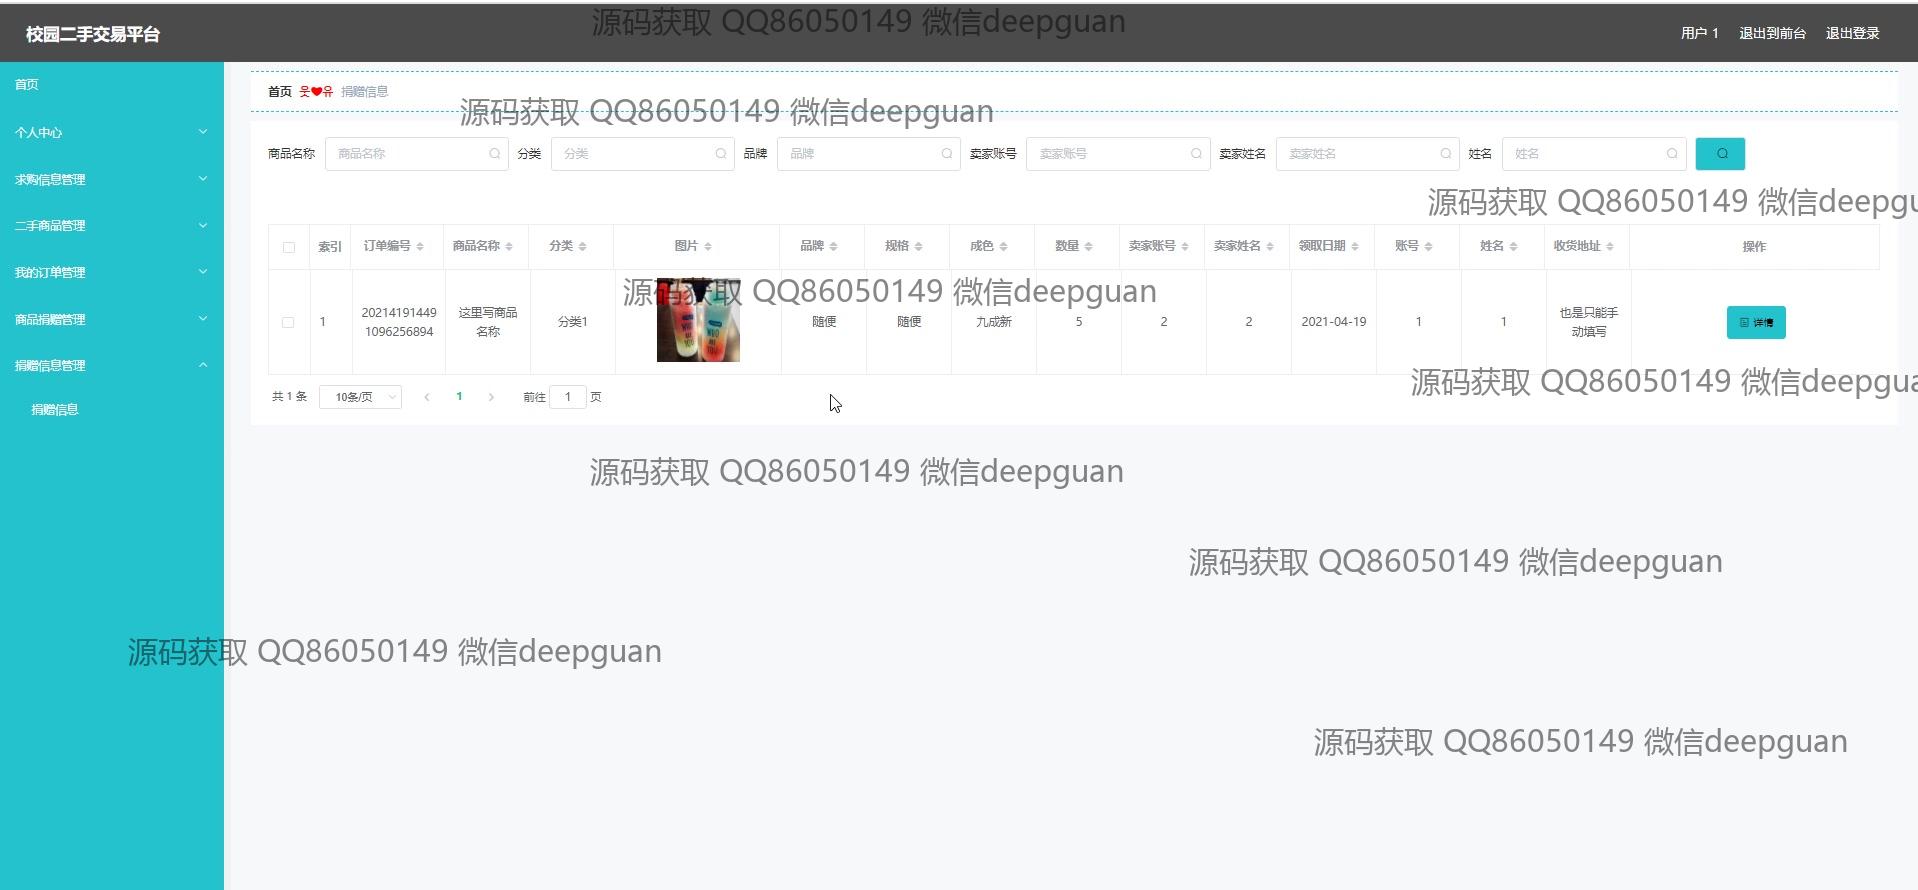 校园二手交易平台
源码获取 QQ86050149 微信deepguan
用户 1 退出到前台 退出登录
首页
个人中心
求购信息管理
二手商品管理
我的订单管理
商品捐赠管理
捐赠信息管理
捐赠信息
首页 웃❤유 捐赠信息
源码获取 QQ86050149 微信deepguan
商品名称 商品名称 分类 分类 品牌 品牌 卖家账号 卖家账号 卖家姓名 卖家姓名 姓名 姓名
源码获取 QQ86050149 微信deepgu
索引 订单编号 商品名称 分类 图片 品牌 规格 成色 数量 卖家账号 卖家姓名 领取日期 账号 姓名 收货地址 操作
源码获取 QQ86050149 微信deepguan
1 20214191449 1096256894 这里写商品名称 分类1 随便 随便 九成新 5 2 2 2021-04-19 1 1 也是只能手动填写 详情
源码获取 QQ86050149 微信deepgua
共 1 条 10条/页 1 前往 1 页
源码获取 QQ86050149 微信deepguan
源码获取 QQ86050149 微信deepguan
源码获取 QQ86050149 微信deepguan
源码获取 QQ86050149 微信deepguan